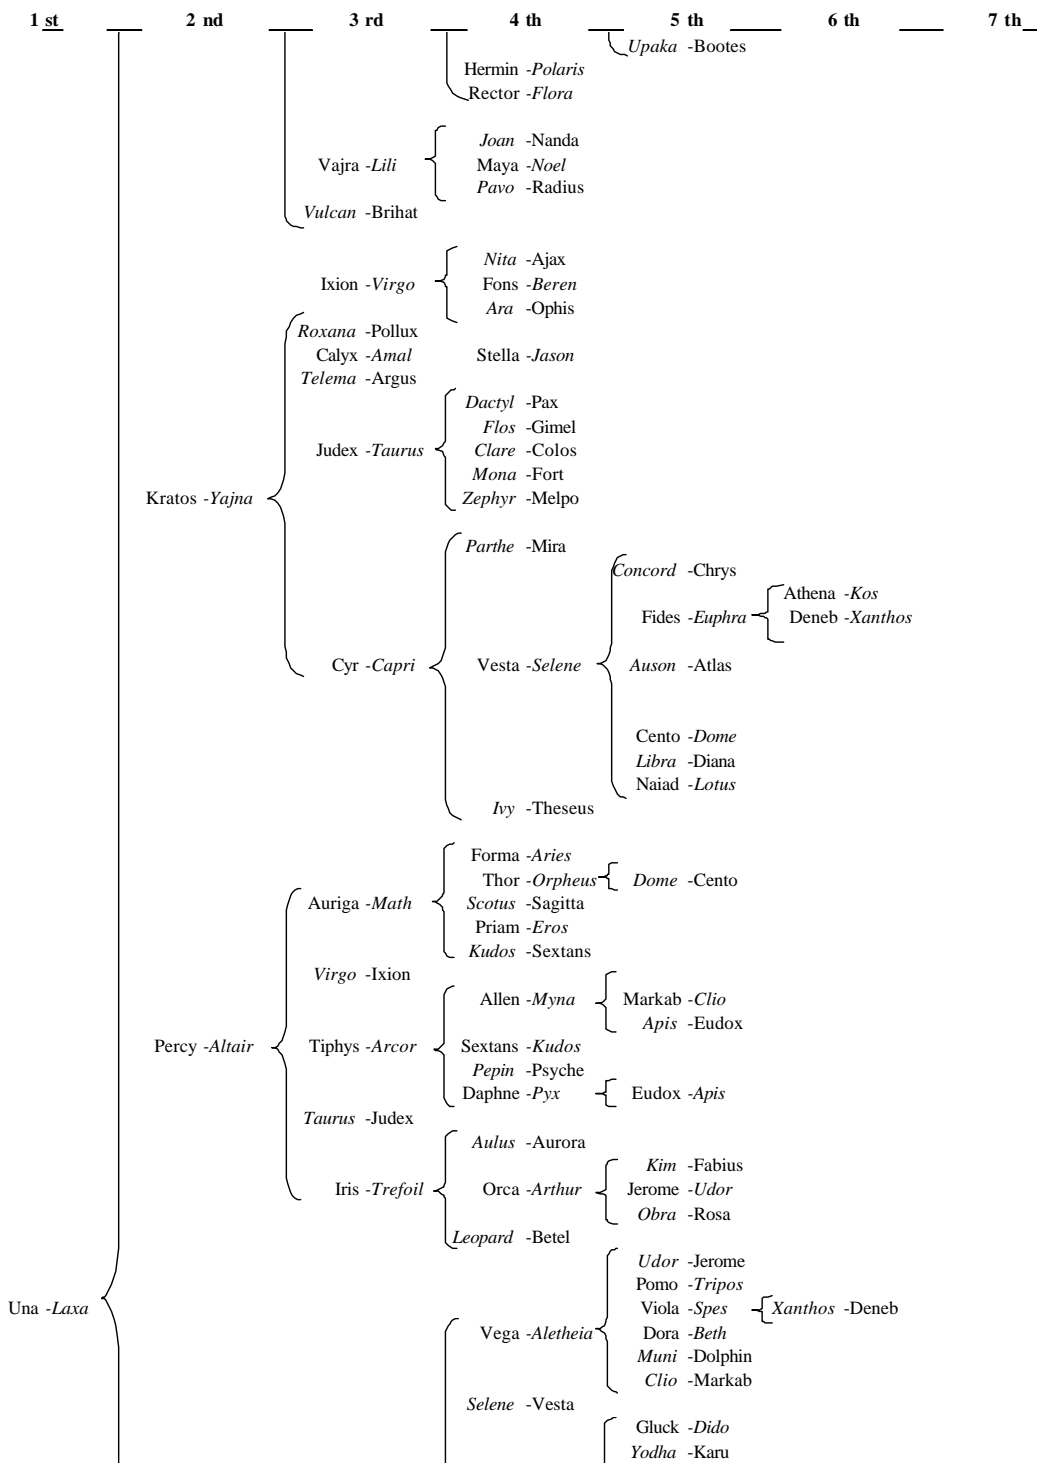 1 st 2 nd 3 rd 4 th 5 th 6 th 7 th
Upaka -Bootes
Hermin -Polaris
Rector -Flora
Joan -Nanda
Vajra -Lili Maya -Noel
Pavo -Radius
Vulcan -Brihat
Nita -Ajax
Ixion -Virgo Fons -Beren
Ara -Ophis
Roxana -Pollux
Calyx -Amal Stella -Jason
Telema -Argus
Dactyl -Pax
Flos -Gimel
Judex -Taurus Clare -Colos
Mona -Fort
Kratos -Yajna Zephyr -Melpo
Parthe -Mira
Concord -Chrys
Athena -Kos
Fides -Euphra Deneb -Xanthos
Cyr -Capri Vesta -Selene Auson -Atlas
Cento -Dome
Libra -Diana
Naiad -Lotus
Ivy -Theseus
Forma -Aries
Thor -Orpheus Dome -Cento
Auriga -Math Scotus -Sagitta
Priam -Eros
Kudos -Sextans
Virgo -Ixion
Allen -Myna Markab -Clio
Apis -Eudox
Percy -Altair Tiphys -Arcor Sextans -Kudos
Pepin -Psyche
Daphne -Pyx Eudox -Apis
Taurus -Judex
Aulus -Aurora
Kim -Fabius
Iris -Trefoil Orca -Arthur Jerome -Udor
Obra -Rosa
Leopard -Betel
Udor -Jerome
Pomo -Tripos
Una -Laxa Viola -Spes Xanthos -Deneb
Vega -Aletheia Dora -Beth
Muni -Dolphin
Clio -Markab
Selene -Vesta
Gluck -Dido
Yodha -Karu